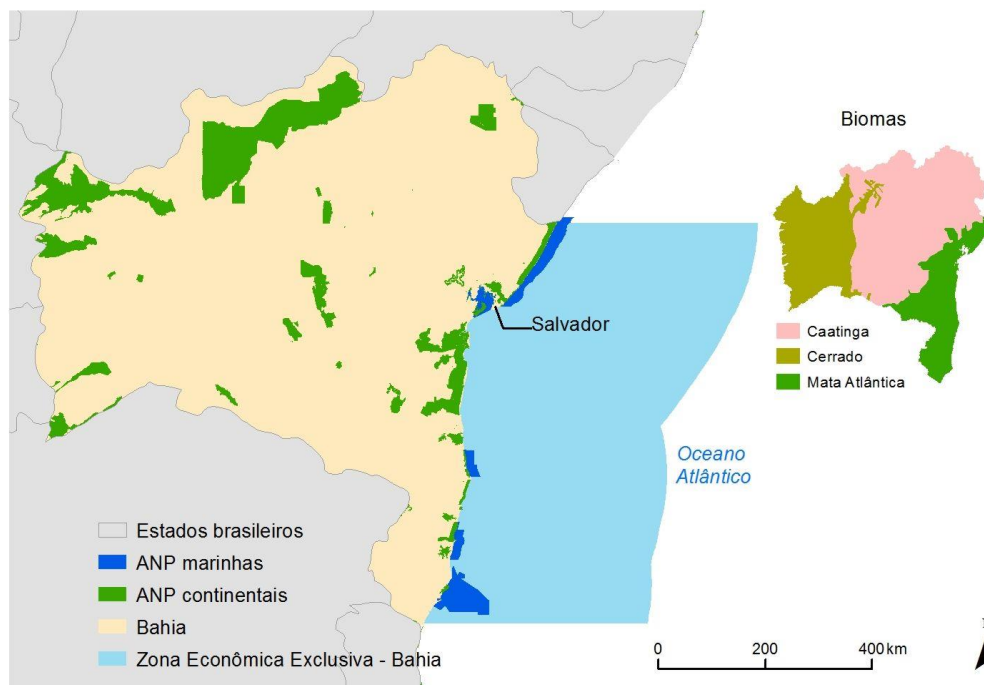 Biomas
Caatinga
Cerrado
Mata Atlântica
Salvador
Oceano
Atlântico
Estados brasileiros
ANP marinhas
ANP continentais
Bahia
Zona Econômica Exclusiva - Bahia
0 200 400 km